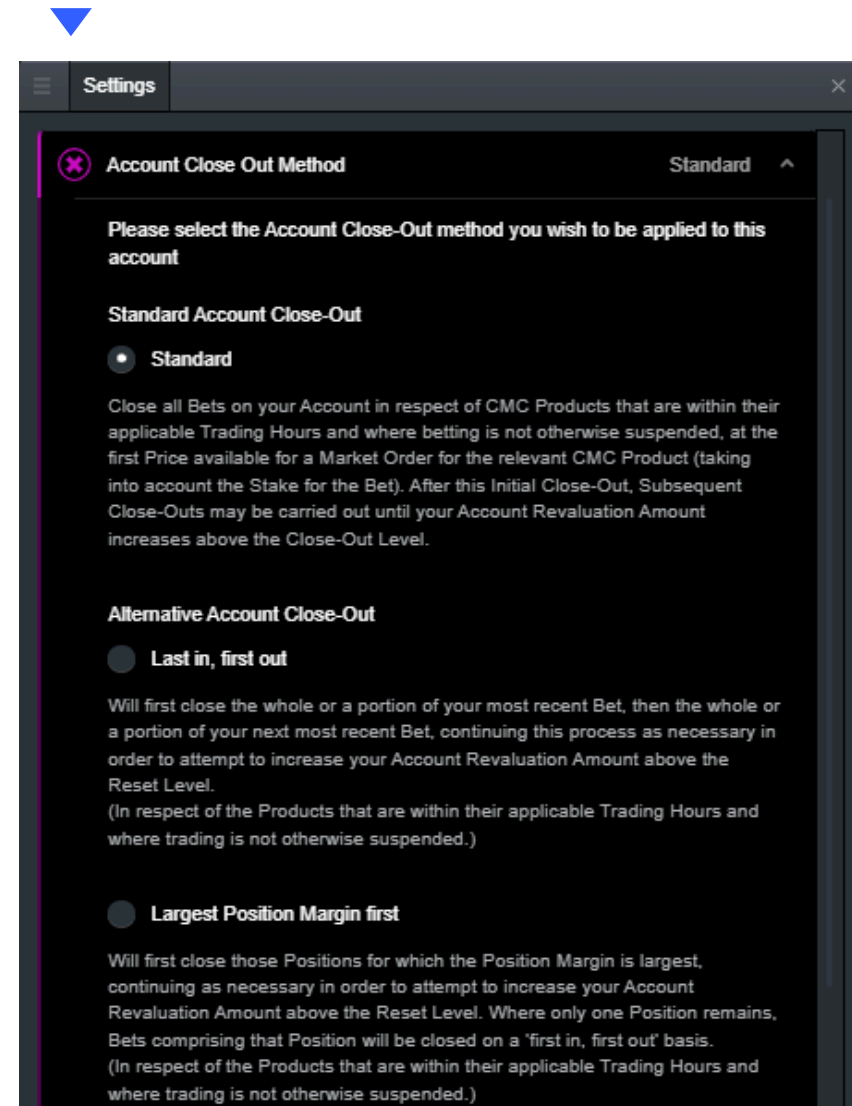 Settings
Account Close Out Method Standard
Please select the Account Close-Out method you wish to be applied to this
account
Standard Account Close-Out
Standard
Close all Bets on your Account in respect of CMC Products that are within their
applicable Trading Hours and where betting is not otherwise suspended, at the
first Price available for a Market Order for the relevant CMC Product (taking
into account the Stake for the Bet). After this Initial Close-Out, Subsequent
Close-Outs may be carried out until your Account Revaluation Amount
increases above the Close-Out Level.
Alternative Account Close-Out
Last in, first out
Will first close the whole or a portion of your most recent Bet, then the whole or
a portion of your next most recent Bet, continuing this process as necessary in
order to attempt to increase your Account Revaluation Amount above the
Reset Level.
(In respect of the Products that are within their applicable Trading Hours and
where trading is not otherwise suspended.)
Largest Position Margin first
Will first close those Positions for which the Position Margin is largest,
continuing as necessary in order to attempt to increase your Account
Revaluation Amount above the Reset Level. Where only one Position remains,
Bets comprising that Position will be closed on a 'first in, first out' basis.
(In respect of the Products that are within their applicable Trading Hours and
where trading is not otherwise suspended.)